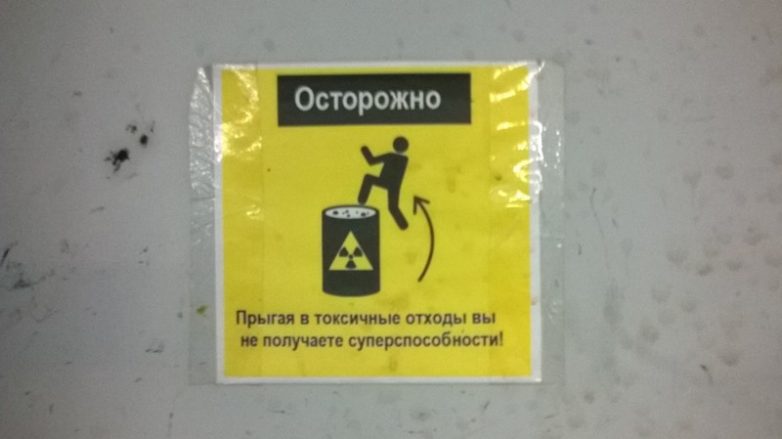 Осторожно
Прыгая в токсичные отходы вы
не получаете суперспособности!